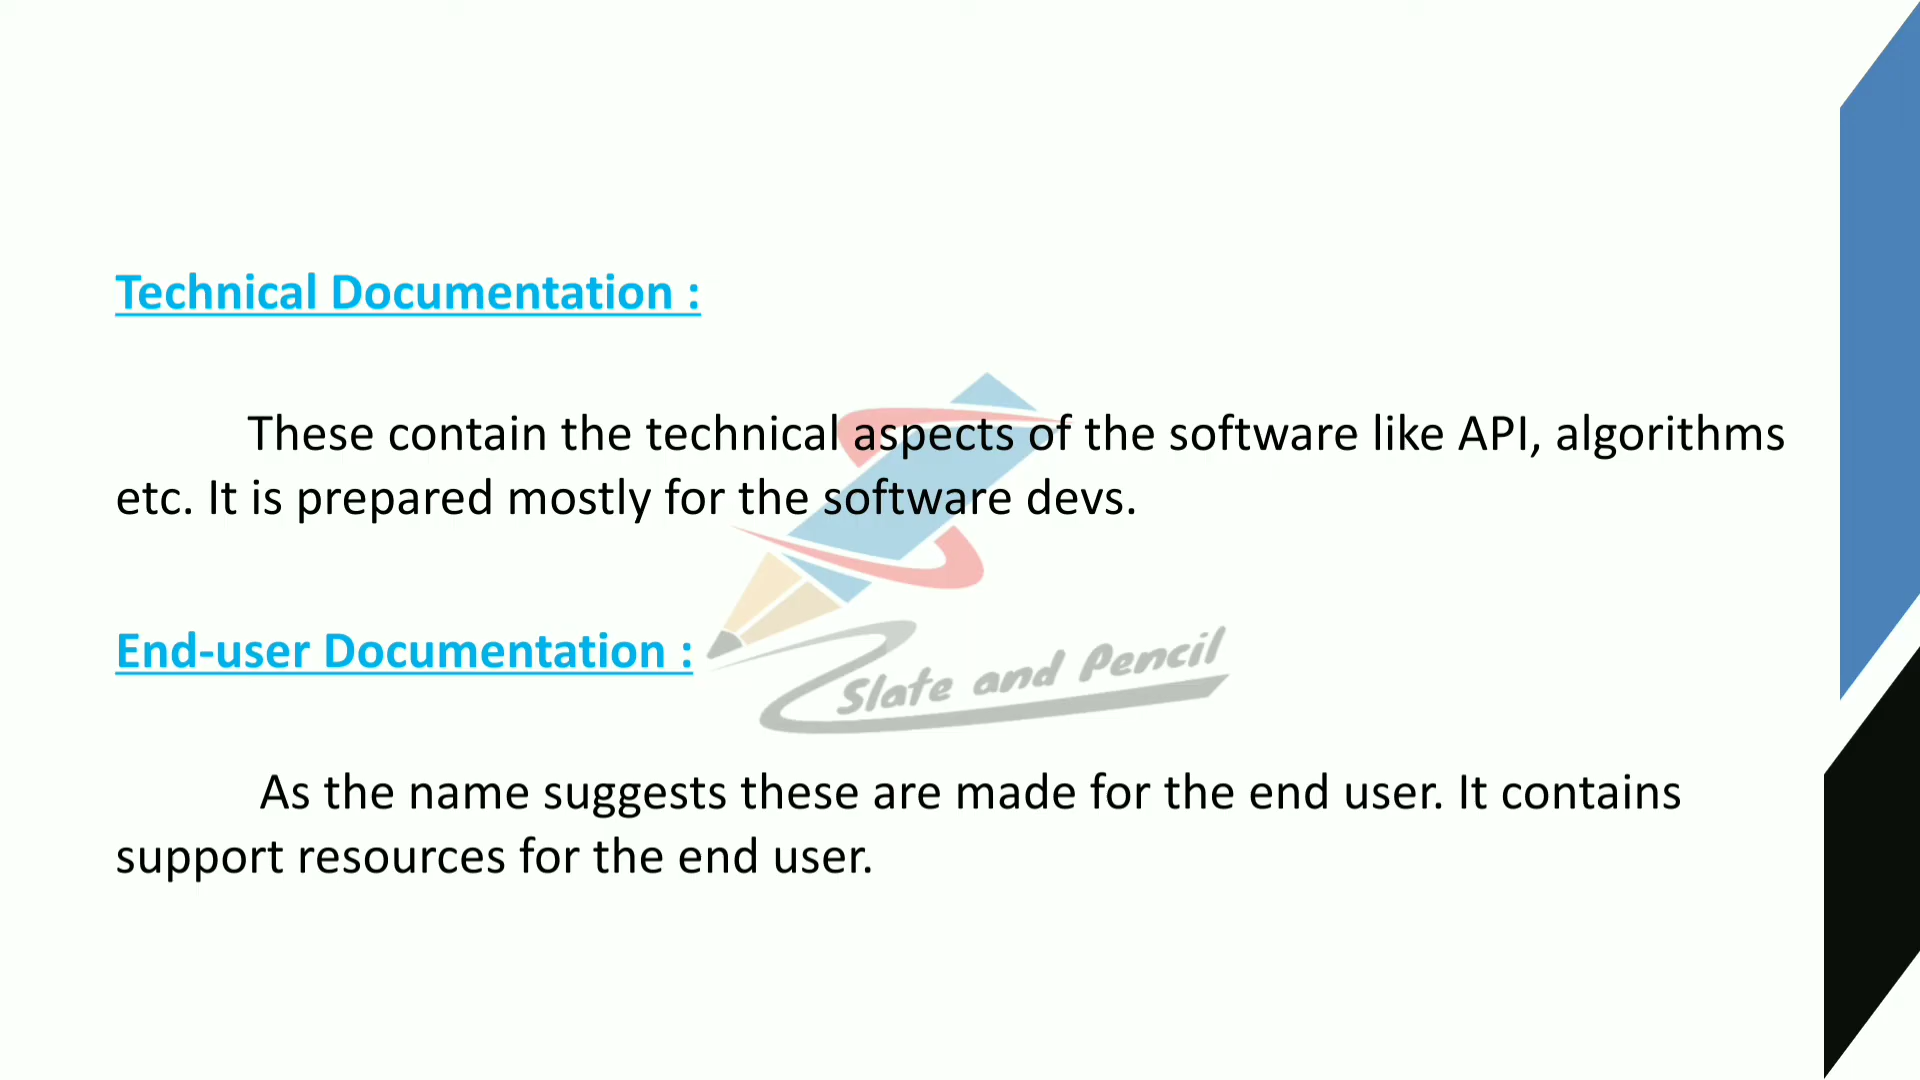 Technical Documentation :
These contain the technical aspects of the software like API, algorithms
etc. It is prepared mostly for the software devs.
End-user Documentation :
Slate and Pencil
As the name suggests these are made for the end user. It contains
support resources for the end user.